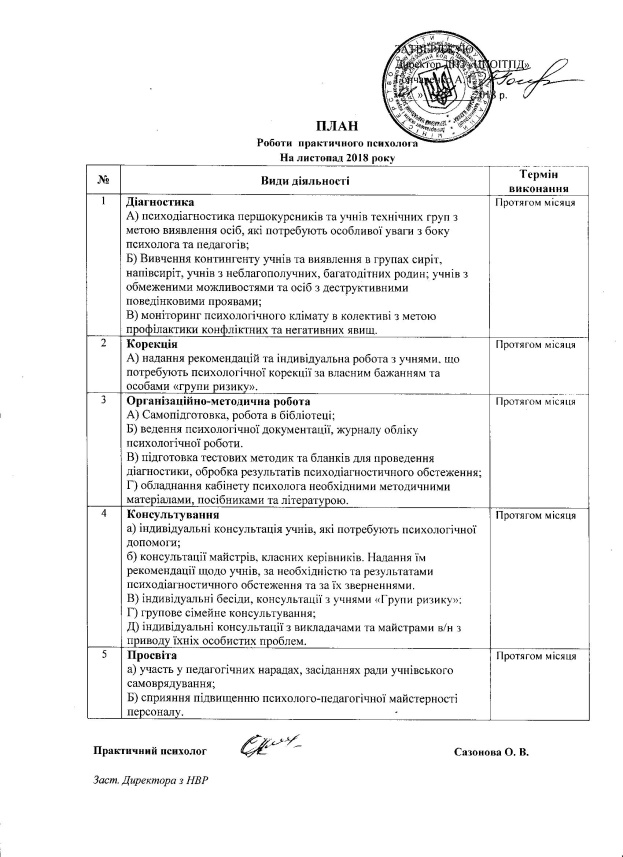 ЗАТВЕРДЖУЮ
Директор ДНЗ
2018 р.
ПЛАН
Роботи практичного психолога
На листопад 2018 року
№ Види діяльності Термін
виконання
1 Діагностика Протягом місяця
А) психодіагностика першокурсників та учнів технічних груп з
метою виявлення осіб, які потребують особливої уваги з боку
психолога та педагогів;
Б) Вивчення контингенту учнів та виявлення в групах сиріт,
напівсиріт, учнів з неблагополучних, багатодітних родин; учнів з
обмеженими можливостями та осіб з деструктивними
поведінковими проявами;
В) моніторинг психологічного клімату в колективі з метою
профілактики конфліктних та негативних явищ.
2 Корекція Протягом місяця
А) надання рекомендацій та індивідуальна робота з учнями, що
потребують психологічної корекції за власним бажанням та
особами «групи ризику».
3 Організаційно-методична робота Протягом місяця
А) Самопідготовка, робота в бібліотеці;
Б) ведення психологічної документації, журналу обліку
психологічної роботи.
В) підготовка тестових методик та бланків для проведення
діагностики, обробка результатів психодіагностичного обстеження;
Г) обладнання кабінету психолога необхідними методичними
матеріалами, посібниками та літературою.
4 Консультування Протягом місяця
а) індивідуальні консультація учнів, які потребують психологічної
допомоги;
б) консультації майстрів, класних керівників. Надання їм
рекомендації щодо учнів, за необхідністю та результатами
психодіагностичного обстеження та за їх зверненнями.
В) індивідуальні бесіди, консультації з учнями «Групи ризику»;
Г) групове сімейне консультування;
Д) індивідуальні консультації з викладачами та майстрами в/н з
приводу їхніх особистих проблем.
5 Просвіта Протягом місяця
а) участь у педагогічних нарадах, засіданнях ради учнівського
самоврядування;
Б) сприяння підвищенню психолого-педагогічної майстерності
персоналу.
Практичний психолог Сазонова О. В.
Заст. Директора з НВР